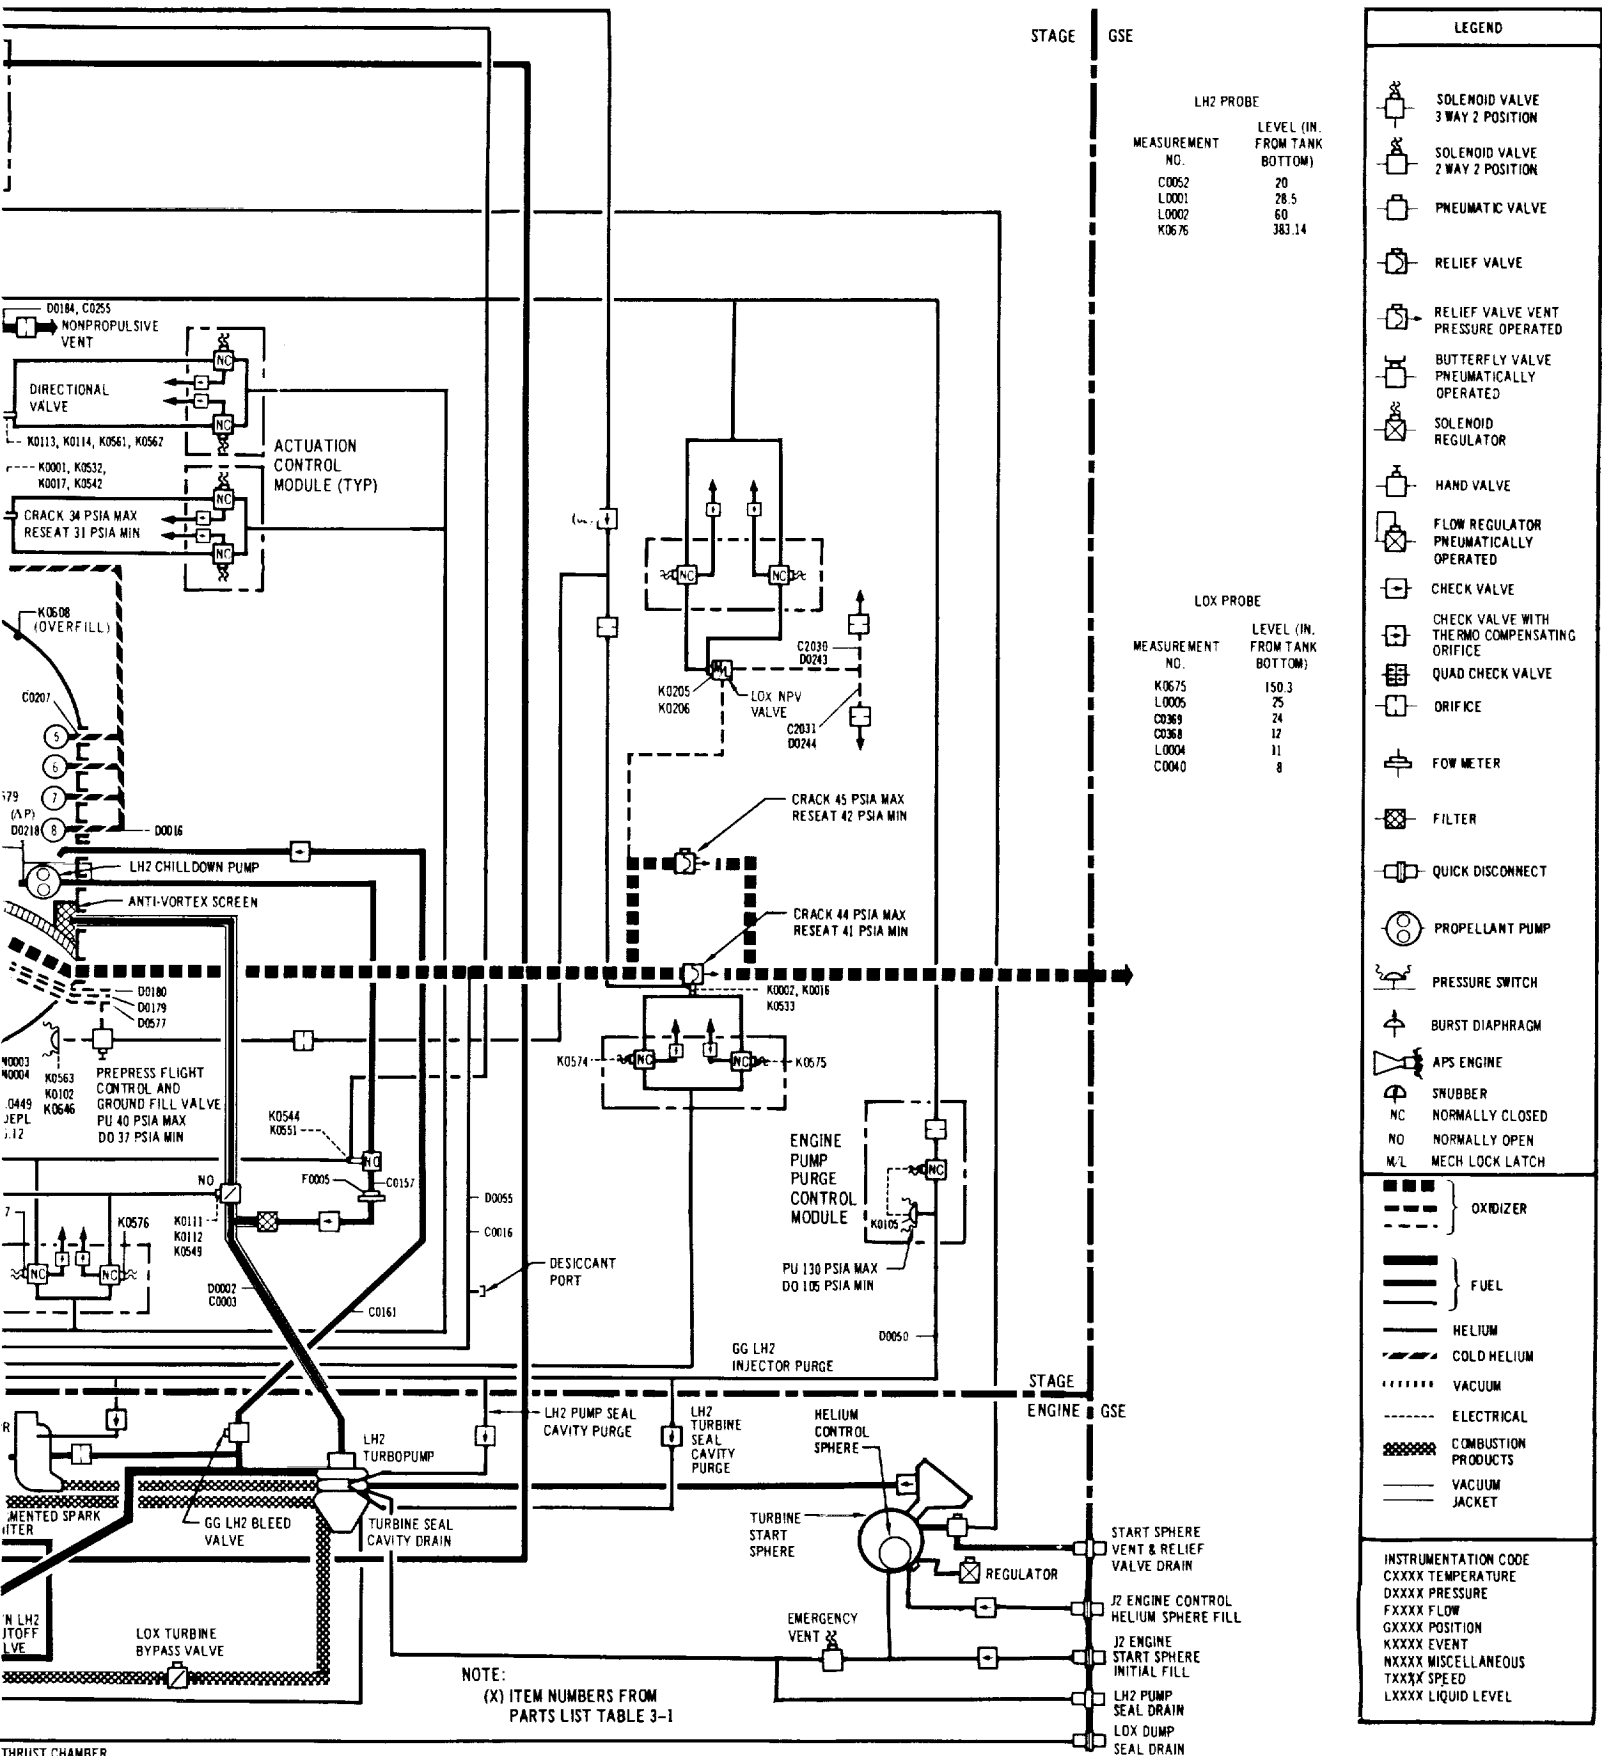 STAGE
GSE
LH2 PROBE
MEASUREMENT NO.
LEVEL (IN. FROM TANK BOTTOM)
C0052 20
L0001 28.5
L0002 60
K0676 383.14
D0184, C0255
NONPROPULSIVE
VENT
NC
DIRECTIONAL
VALVE
NC
K0113, K0114, K0561, K0562
ACTUATION
CONTROL
MODULE (TYP)
K0001, K0532,
K0017, K0542
NC
CRACK 34 PSIA MAX
RESEAT 31 PSIA MIN
NC
K0608
(OVERFILL)
C0207
5
6
7
8
(ΔP)
D0218
D0016
LH2 CHILLDOWN PUMP
ANTI-VORTEX SCREEN
D0180
D0179
D0577
K0563
K0102
K0646
PREPRESS FLIGHT
CONTROL AND
GROUND FILL VALVE
PU 40 PSIA MAX
DO 37 PSIA MIN
NC
NC
C2030
D0243
K0205
K0206
LOX NPV
VALVE
C2031
D0244
CRACK 45 PSIA MAX
RESEAT 42 PSIA MIN
CRACK 44 PSIA MAX
RESEAT 41 PSIA MIN
K0002, K0016
K0533
K0574
NC
NC
K0575
LOX PROBE
MEASUREMENT NO.
LEVEL (IN. FROM TANK BOTTOM)
K0675 150.3
L0005 25
C0369 24
C0368 12
L0004 11
C0040 8
K0544
K0551
NO
F0005
C0157
NO
K0111
K0112
K0549
K0576
NC
NC
D0002
C0003
C0161
D0055
C0016
DESICCANT
PORT
ENGINE
PUMP
PURGE
CONTROL
MODULE
NC
K0105
PU 130 PSIA MAX
DO 105 PSIA MIN
D0050
GG LH2
INJECTOR PURGE
STAGE
ENGINE
GSE
LH2 PUMP SEAL
CAVITY PURGE
LH2
TURBINE
SEAL
CAVITY
PURGE
HELIUM
CONTROL
SPHERE
LH2
TURBOPUMP
GG LH2 BLEED
VALVE
TURBINE SEAL
CAVITY DRAIN
TURBINE
START
SPHERE
REGULATOR
START SPHERE
VENT & RELIEF
VALVE DRAIN
J2 ENGINE CONTROL
HELIUM SPHERE FILL
EMERGENCY
VENT
J2 ENGINE
START SPHERE
INITIAL FILL
LH2 PUMP
SEAL DRAIN
LOX DUMP
SEAL DRAIN
LOX TURBINE
BYPASS VALVE
NOTE:
(X) ITEM NUMBERS FROM
PARTS LIST TABLE 3-1
THRUST CHAMBER
LEGEND
SOLENOID VALVE
3 WAY 2 POSITION
SOLENOID VALVE
2 WAY 2 POSITION
PNEUMATIC VALVE
RELIEF VALVE
RELIEF VALVE VENT
PRESSURE OPERATED
BUTTERFLY VALVE
PNEUMATICALLY
OPERATED
SOLENOID
REGULATOR
HAND VALVE
FLOW REGULATOR
PNEUMATICALLY
OPERATED
CHECK VALVE
CHECK VALVE WITH
THERMO COMPENSATING
ORIFICE
QUAD CHECK VALVE
ORIFICE
FOW METER
FILTER
QUICK DISCONNECT
PROPELLANT PUMP
PRESSURE SWITCH
BURST DIAPHRAGM
APS ENGINE
SNUBBER
NC NORMALLY CLOSED
NO NORMALLY OPEN
M/L MECH LOCK LATCH
OXIDIZER
FUEL
HELIUM
COLD HELIUM
VACUUM
ELECTRICAL
COMBUSTION
PRODUCTS
VACUUM
JACKET
INSTRUMENTATION CODE
CXXXX TEMPERATURE
DXXXX PRESSURE
FXXXX FLOW
GXXXX POSITION
KXXXX EVENT
NXXXX MISCELLANEOUS
TXXXX SPEED
LXXXX LIQUID LEVEL